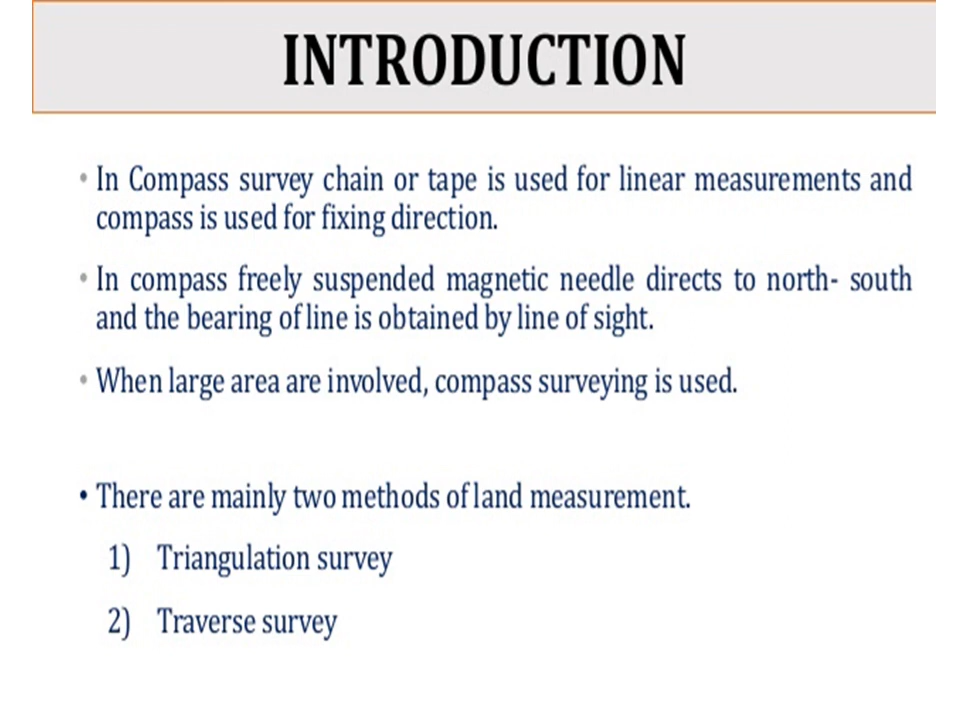 INTRODUCTION
• In Compass survey chain or tape is used for linear measurements and
compass is used for fixing direction.
• In compass freely suspended magnetic needle directs to north- south
and the bearing of line is obtained by line of sight.
• When large area are involved, compass surveying is used.
• There are mainly two methods of land measurement.
1) Triangulation survey
2) Traverse survey